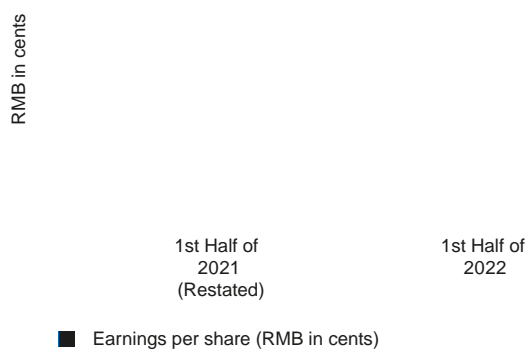 RMB in cents
1st Half of
2021
(Restated)
1st Half of
2022
Earnings per share (RMB in cents)